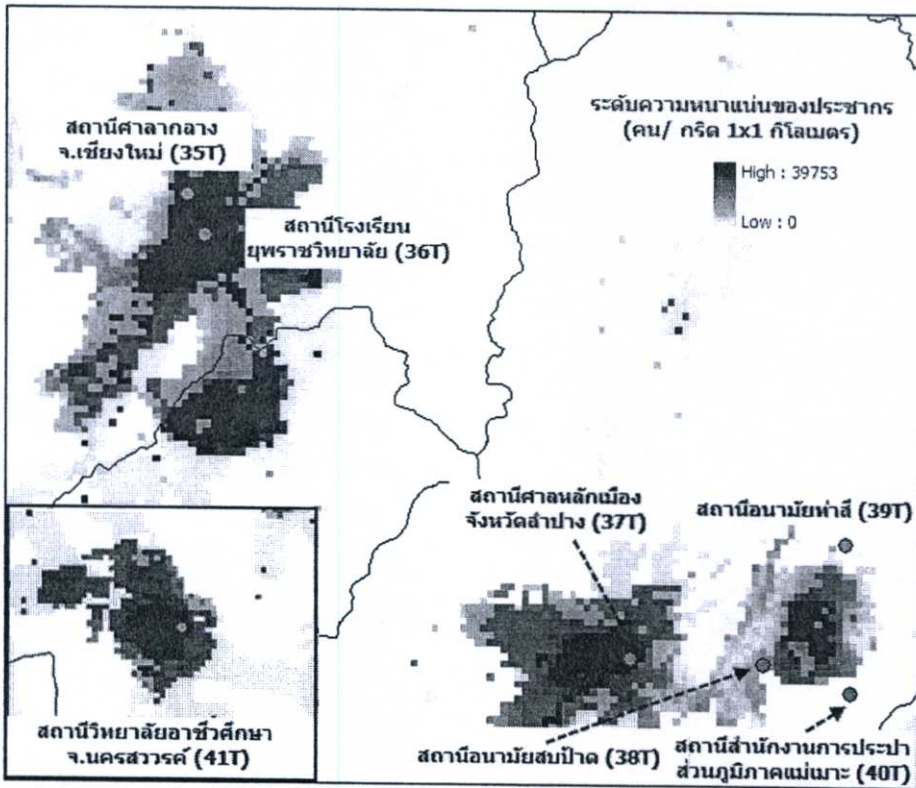 สถานีศาลากลาง
จ.เชียงใหม่ (35T)
ระดับความหนาแน่นของประชากร
(คน/ กริด 1x1 กิโลเมตร)
High : 39753
Low : 0
สถานีโรงเรียน
ยุพราชวิทยาลัย (36T)
สถานีศาลหลักเมือง
จังหวัดลำปาง (37T)
สถานีอนามัยท่าสี (39T)
สถานีวิทยาลัยอาชีวศึกษา
จ.นครสวรรค์ (41T)
สถานีอนามัยสบป้าด (38T)
สถานีสำนักงานการประปา
ส่วนภูมิภาคแม่เมาะ (40T)